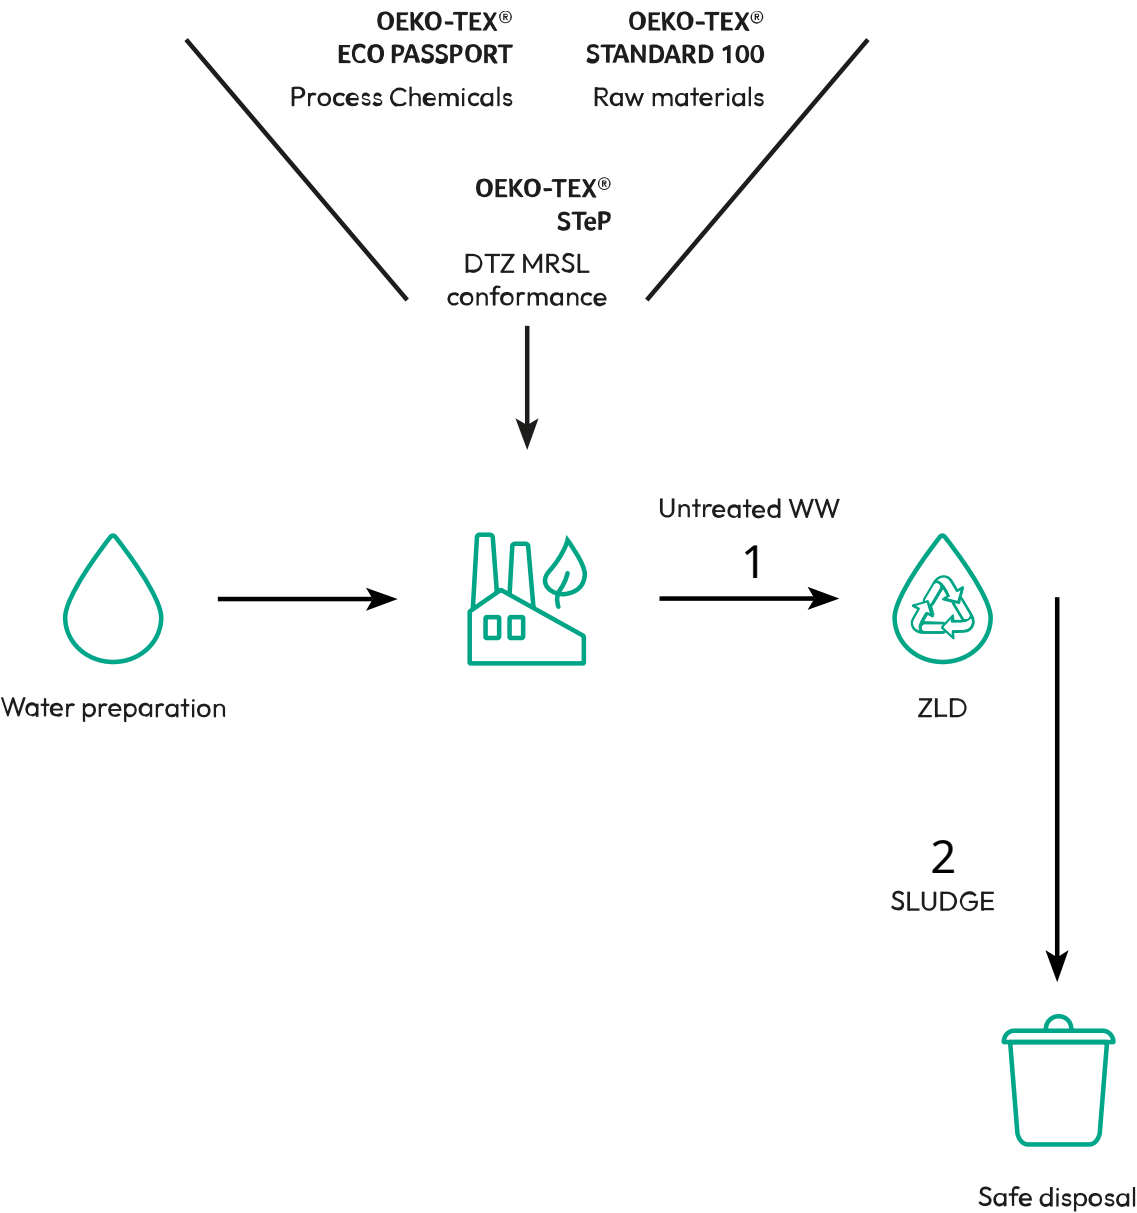 OEKO-TEX®
ECO PASSPORT
Process Chemicals
OEKO-TEX®
STANDARD 100
Raw materials
OEKO-TEX®
STeP
DTZ MRSL
conformance
Untreated WW
1
Water preparation
ZLD
2
SLUDGE
Safe disposal